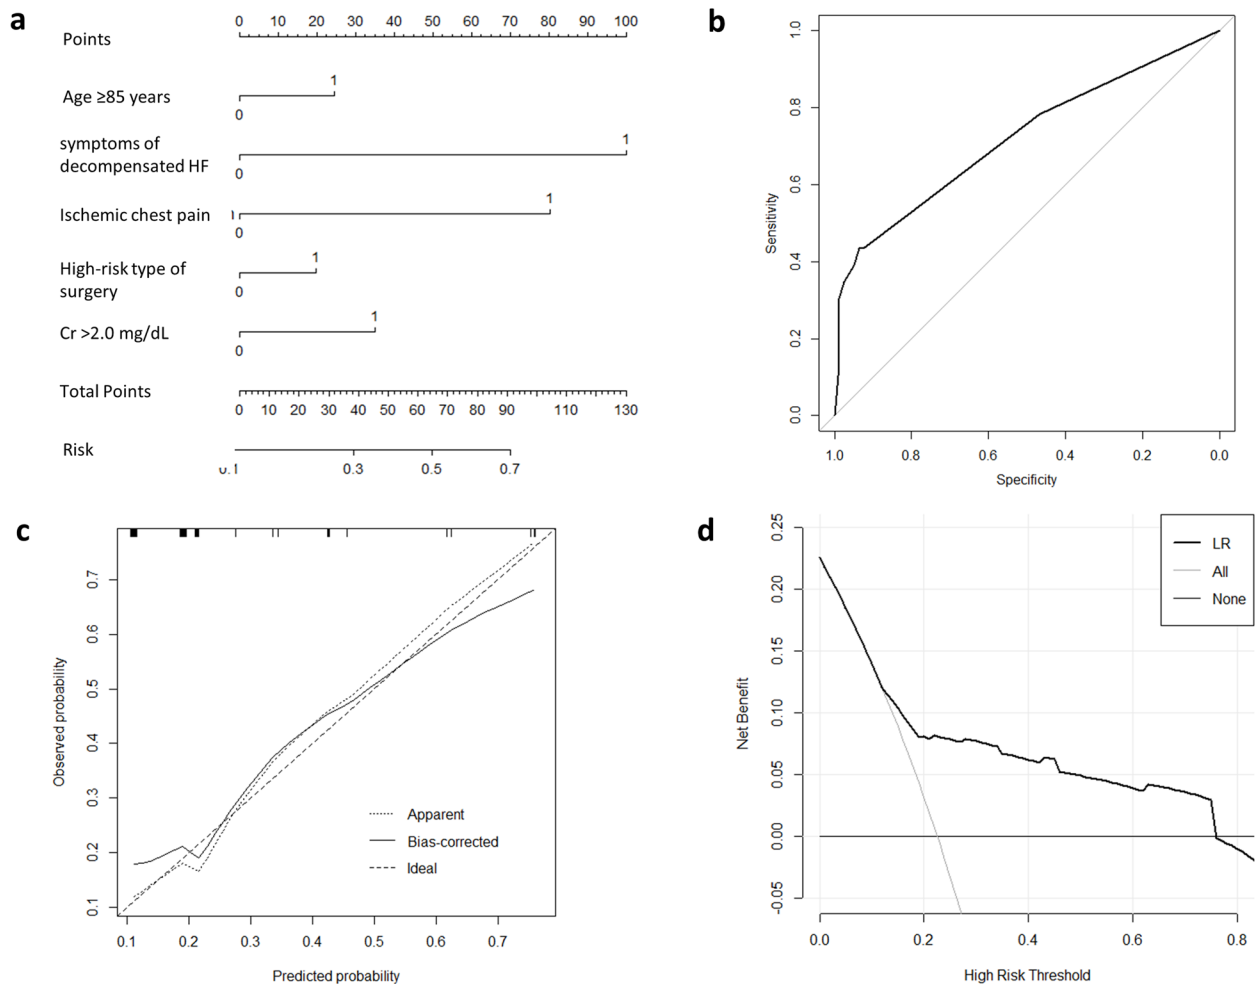 a
Points
0 10 20 30 40 50 60 70 80 90 100
Age ≥85 years
0 1
symptoms of
decompensated HF
0 1
Ischemic chest pain
0 1
High-risk type of
surgery
0 1
Cr >2.0 mg/dL
0 1
Total Points
0 10 20 30 40 50 60 70 80 90 110 130
Risk
0.1 0.3 0.5 0.7
b
Sensitivity
1.0
0.8
0.6
0.4
0.2
0.0
1.0 0.8 0.6 0.4 0.2 0.0
Specificity
c
Observed probability
0.7
0.6
0.5
0.4
0.3
0.2
0.1
Apparent
Bias-corrected
Ideal
0.1 0.2 0.3 0.4 0.5 0.6 0.7
Predicted probability
d
Net Benefit
0.25
0.20
0.15
0.10
0.05
0.00
-0.05
LR
All
None
0.0 0.2 0.4 0.6 0.8
High Risk Threshold